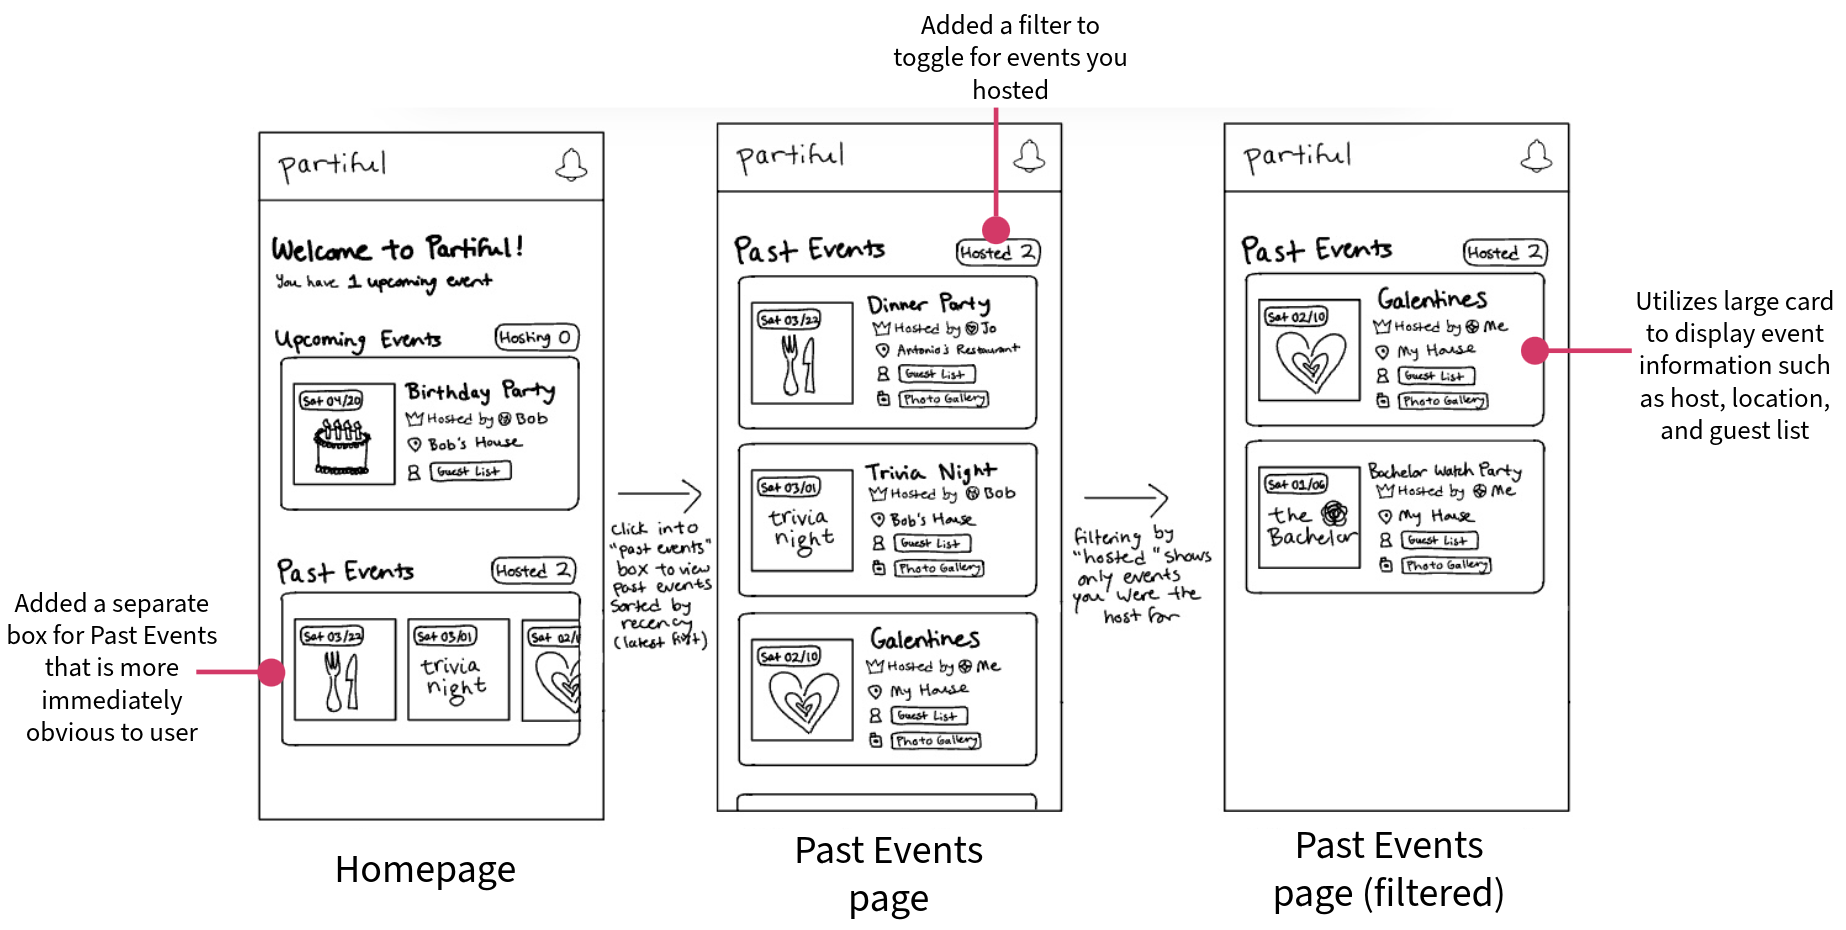 Added a filter to
toggle for events you
hosted
partiful
Welcome to Partiful!
You have 1 upcoming event
Upcoming Events
Hosting 0
Sat 04/20
Birthday Party
Hosted by Bob
Bob's House
Guest List
Past Events
Hosted 2
Sat 03/22
Sat 03/01
trivia
night
Sat 02/1
Added a separate
box for Past Events
that is more
immediately
obvious to user
Homepage
Click into
"past events"
box to view
past events
sorted by
recency
(latest first)
partiful
Past Events
Hosted 2
Sat 03/22
Dinner Party
Hosted by Jo
Antonio's Restaurant
Guest List
Photo Gallery
Sat 03/01
trivia
night
Trivia Night
Hosted by Bob
Bob's House
Guest List
Photo Gallery
Sat 02/10
Galentines
Hosted by Me
My House
Guest List
Photo Gallery
Past Events
page
filtering by
"hosted" shows
only events
you were the
host for
partiful
Past Events
Hosted 2
Sat 02/10
Galentines
Hosted by Me
My House
Guest List
Photo Gallery
Sat 01/06
the
Bachelor
Bachelor Watch Party
Hosted by Me
My House
Guest List
Photo Gallery
Past Events
page (filtered)
Utilizes large card
to display event
information such
as host, location,
and guest list